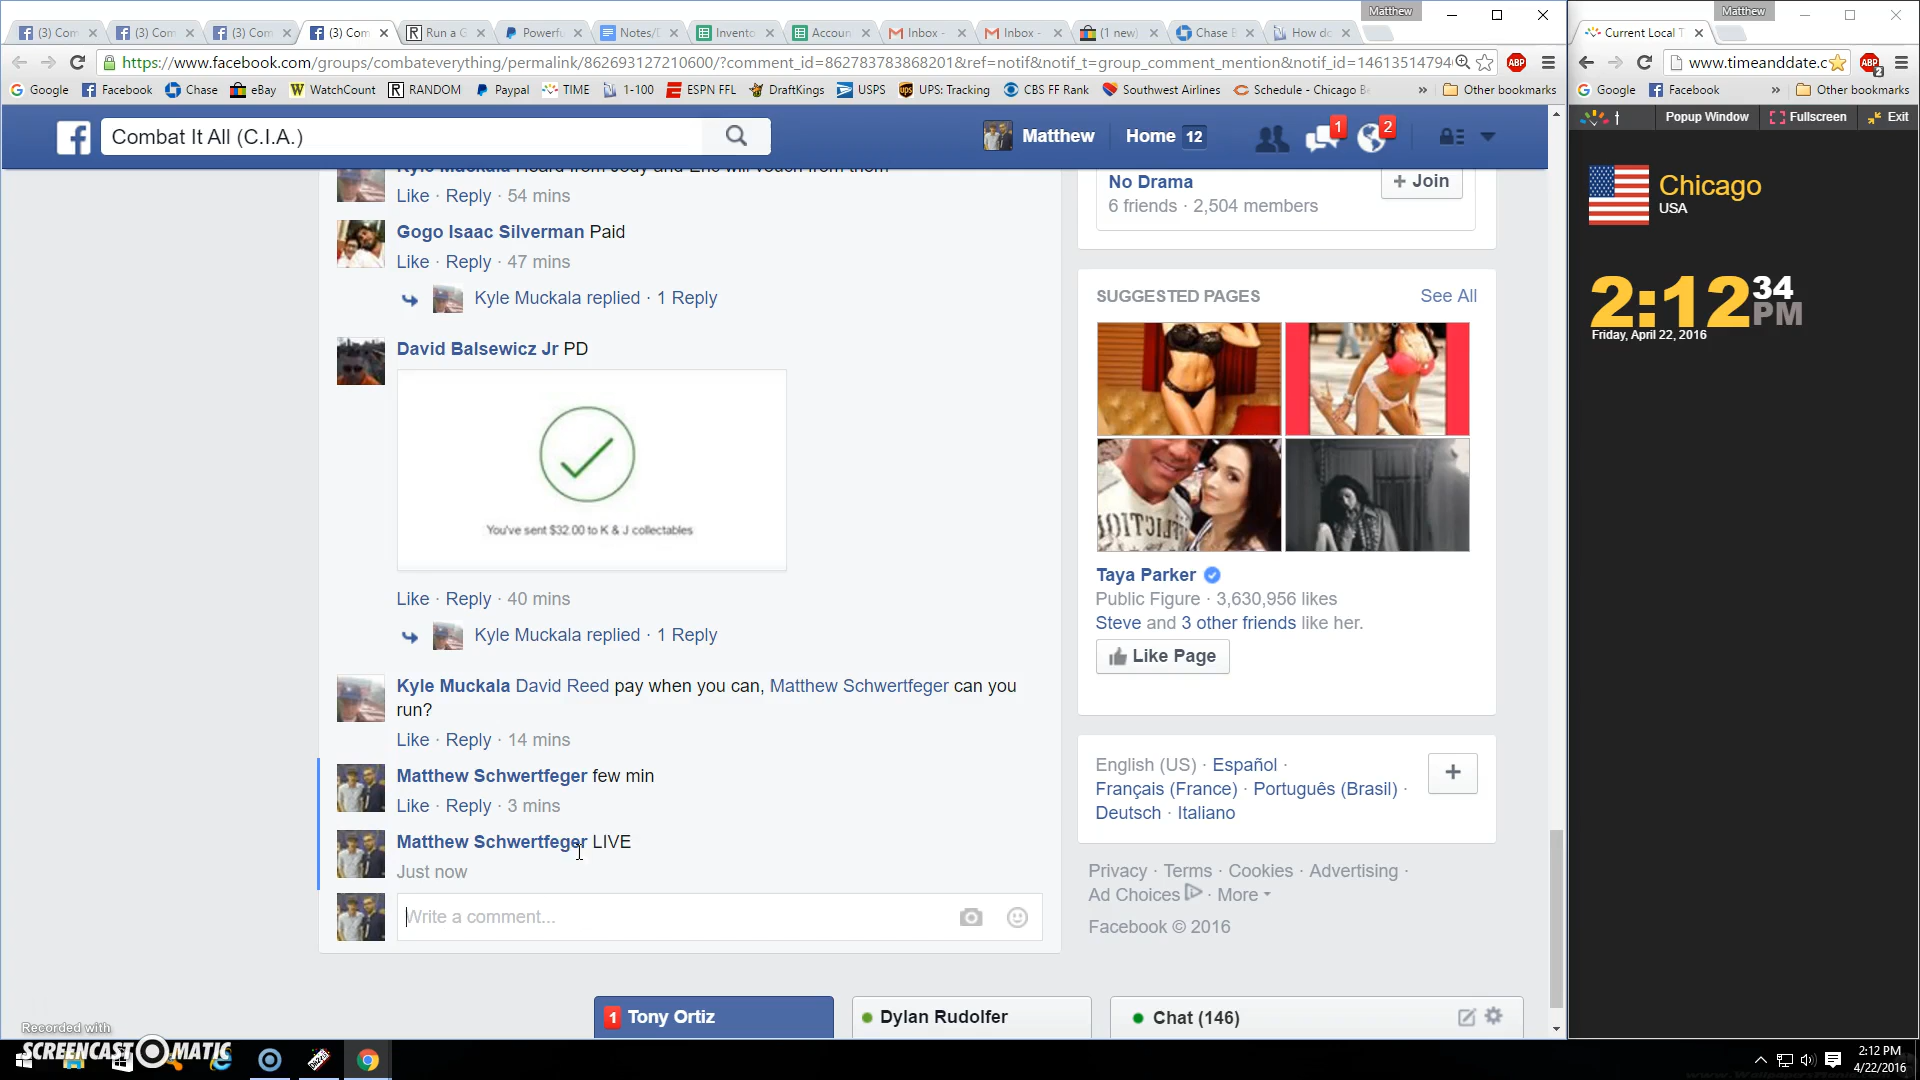 Matthew
Matthew
(3) Com
(3) Com
(3) Com
(3) Com
Run a G
Powerfu
Notes/D
Invento
Accoun
Inbox -
Inbox -
(1 new)
Chase B
How do
Current Local T
https://www.facebook.com/groups/combateverything/permalink/862693127210600/?comment_id=862783783868201&ref=notif&notif_t=group_comment_mention&notif_id=14613514794
www.timeanddate.c
Google
Facebook
Chase
eBay
WatchCount
RANDOM
Paypal
TIME
1-100
ESPN FFL
DraftKings
USPS
UPS: Tracking
CBS FF Rank
Southwest Airlines
Schedule - Chicago Be
Other bookmarks
Google
Facebook
Other bookmarks
Popup Window
Fullscreen
Exit
Combat It All (C.I.A.)
Matthew
Home 12
1
2
Like · Reply · 54 mins
Gogo Isaac Silverman Paid
Like · Reply · 47 mins
Kyle Muckala replied · 1 Reply
David Balsewicz Jr PD
You've sent $32.00 to K & J collectables
Like · Reply · 40 mins
Kyle Muckala replied · 1 Reply
Kyle Muckala David Reed pay when you can, Matthew Schwertfeger can you
run?
Like · Reply · 14 mins
Matthew Schwertfeger few min
Like · Reply · 3 mins
Matthew Schwertfeger LIVE
Just now
Write a comment...
No Drama
+ Join
6 friends · 2,504 members
SUGGESTED PAGES
See All
Taya Parker
Public Figure · 3,630,956 likes
Steve and 3 other friends like her.
Like Page
English (US) · Español ·
Français (France) · Português (Brasil) ·
Deutsch · Italiano
Privacy · Terms · Cookies · Advertising ·
Ad Choices · More
Facebook © 2016
1 Tony Ortiz
Dylan Rudolfer
Chat (146)
Chicago
USA
2:12 34 PM
Friday, April 22, 2016
Recorded with
SCREENCAST-O-MATIC
2:12 PM
4/22/2016